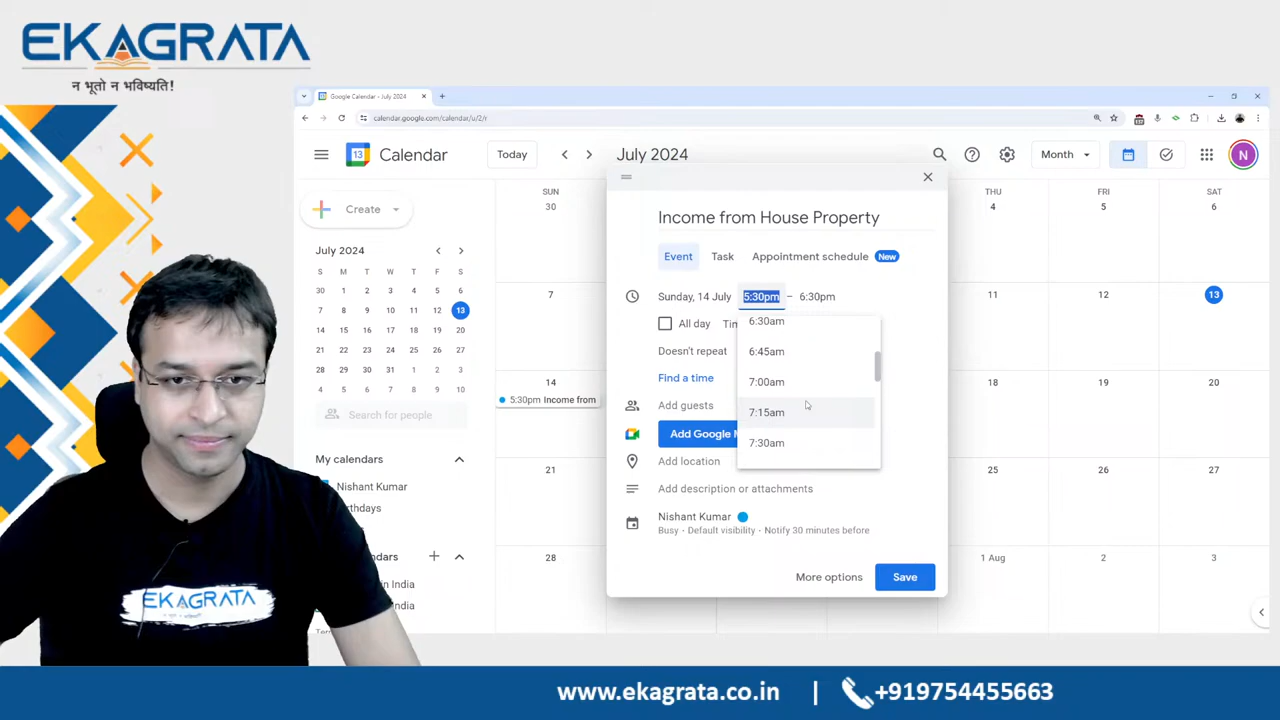 EKAGRATA
न भूतो न भविष्यति!
Google Calendar - July 2024
calendar.google.com/calendar/u/2/r
13
Calendar
Today
July 2024
Month
N
Create
Income from House Property
Event
Task
Appointment schedule
New
Sunday, 14 July
5:30pm
–
6:30pm
All day
Doesn't repeat
Find a time
Add guests
Add Google
Add location
Add description or attachments
Nishant Kumar
Busy • Default visibility • Notify 30 minutes before
More options
Save
6:30am
6:45am
7:00am
7:15am
7:30am
SUN
THU
FRI
SAT
30
4
5
6
7
11
12
13
14
18
19
20
5:30pm Income from
21
25
26
27
28
1 Aug
2
3
July 2024
S M T W T F S
30 1 2 3 4 5 6
7 8 9 10 11 12 13
14 15 16 17 18 19 20
21 22 23 24 25 26 27
28 29 30 31 1 2 3
4 5 6 7 8 9 10
Search for people
My calendars
Nishant Kumar
EKAGRATA
www.ekagrata.co.in | +919754455663